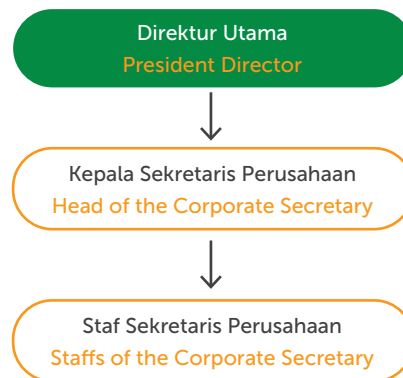 Direktur Utama
President Director
Kepala Sekretaris Perusahaan
Head of the Corporate Secretary
Staf Sekretaris Perusahaan
Staffs of the Corporate Secretary